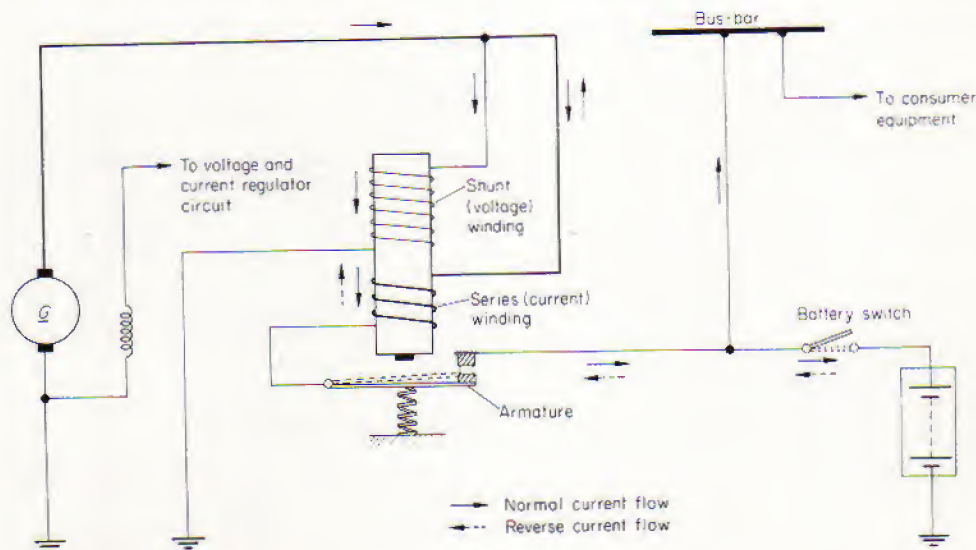 Bus-bar
To consumer
equipment
To voltage and
current regulator
circuit
Shunt
(voltage)
winding
G
Series (current)
winding
Battery switch
Armature
Normal current flow
Reverse current flow